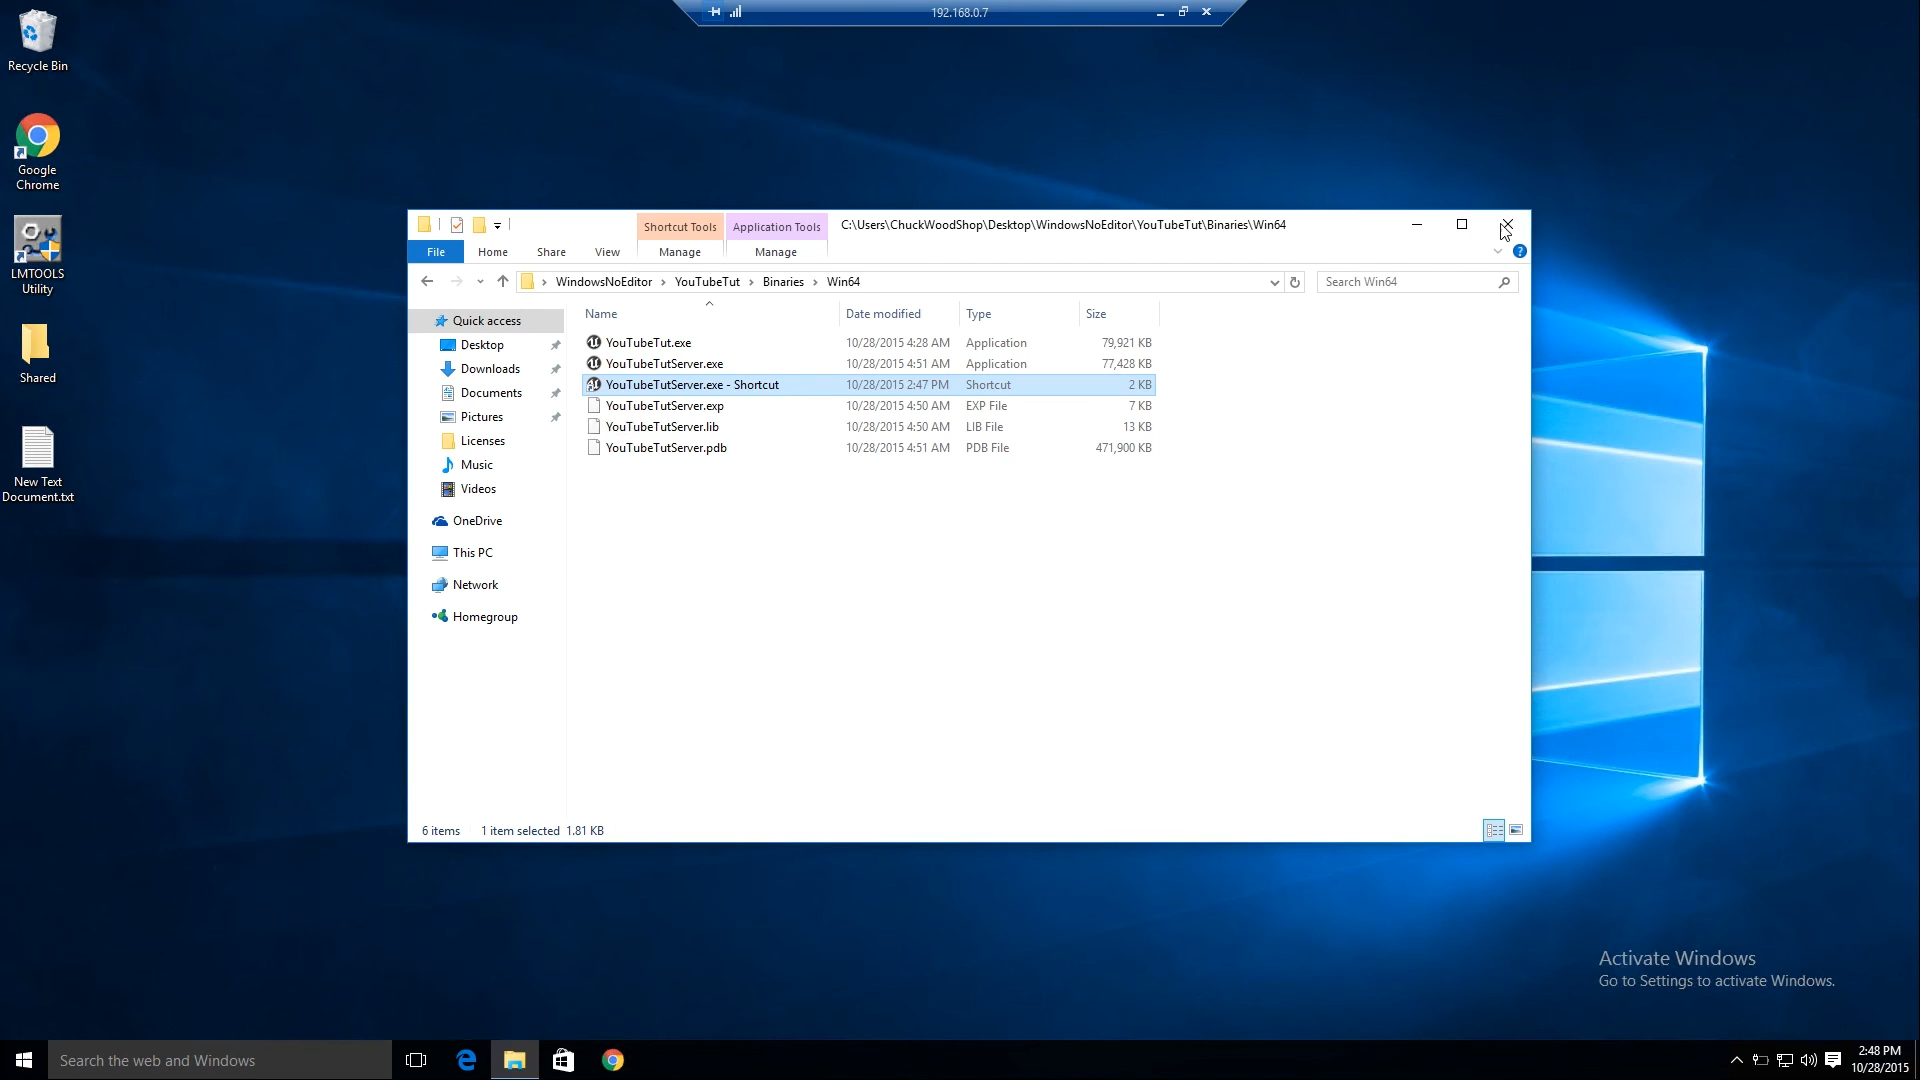 192.168.0.7
Recycle Bin
Google
Chrome
LMTOOLS
Utility
Shared
New Text
Document.txt
Shortcut Tools
Application Tools
C:\Users\ChuckWoodShop\Desktop\WindowsNoEditor\YouTubeTut\Binaries\Win64
File
Home
Share
View
Manage
Manage
WindowsNoEditor > YouTubeTut > Binaries > Win64
Search Win64
Name Date modified Type Size
YouTubeTut.exe 10/28/2015 4:28 AM Application 79,921 KB
YouTubeTutServer.exe 10/28/2015 4:51 AM Application 77,428 KB
YouTubeTutServer.exe - Shortcut 10/28/2015 2:47 PM Shortcut 2 KB
YouTubeTutServer.exp 10/28/2015 4:50 AM EXP File 7 KB
YouTubeTutServer.lib 10/28/2015 4:50 AM LIB File 13 KB
YouTubeTutServer.pdb 10/28/2015 4:51 AM PDB File 471,900 KB
Quick access
Desktop
Downloads
Documents
Pictures
Licenses
Music
Videos
OneDrive
This PC
Network
Homegroup
6 items 1 item selected 1.81 KB
Activate Windows
Go to Settings to activate Windows.
Search the web and Windows
2:48 PM
10/28/2015